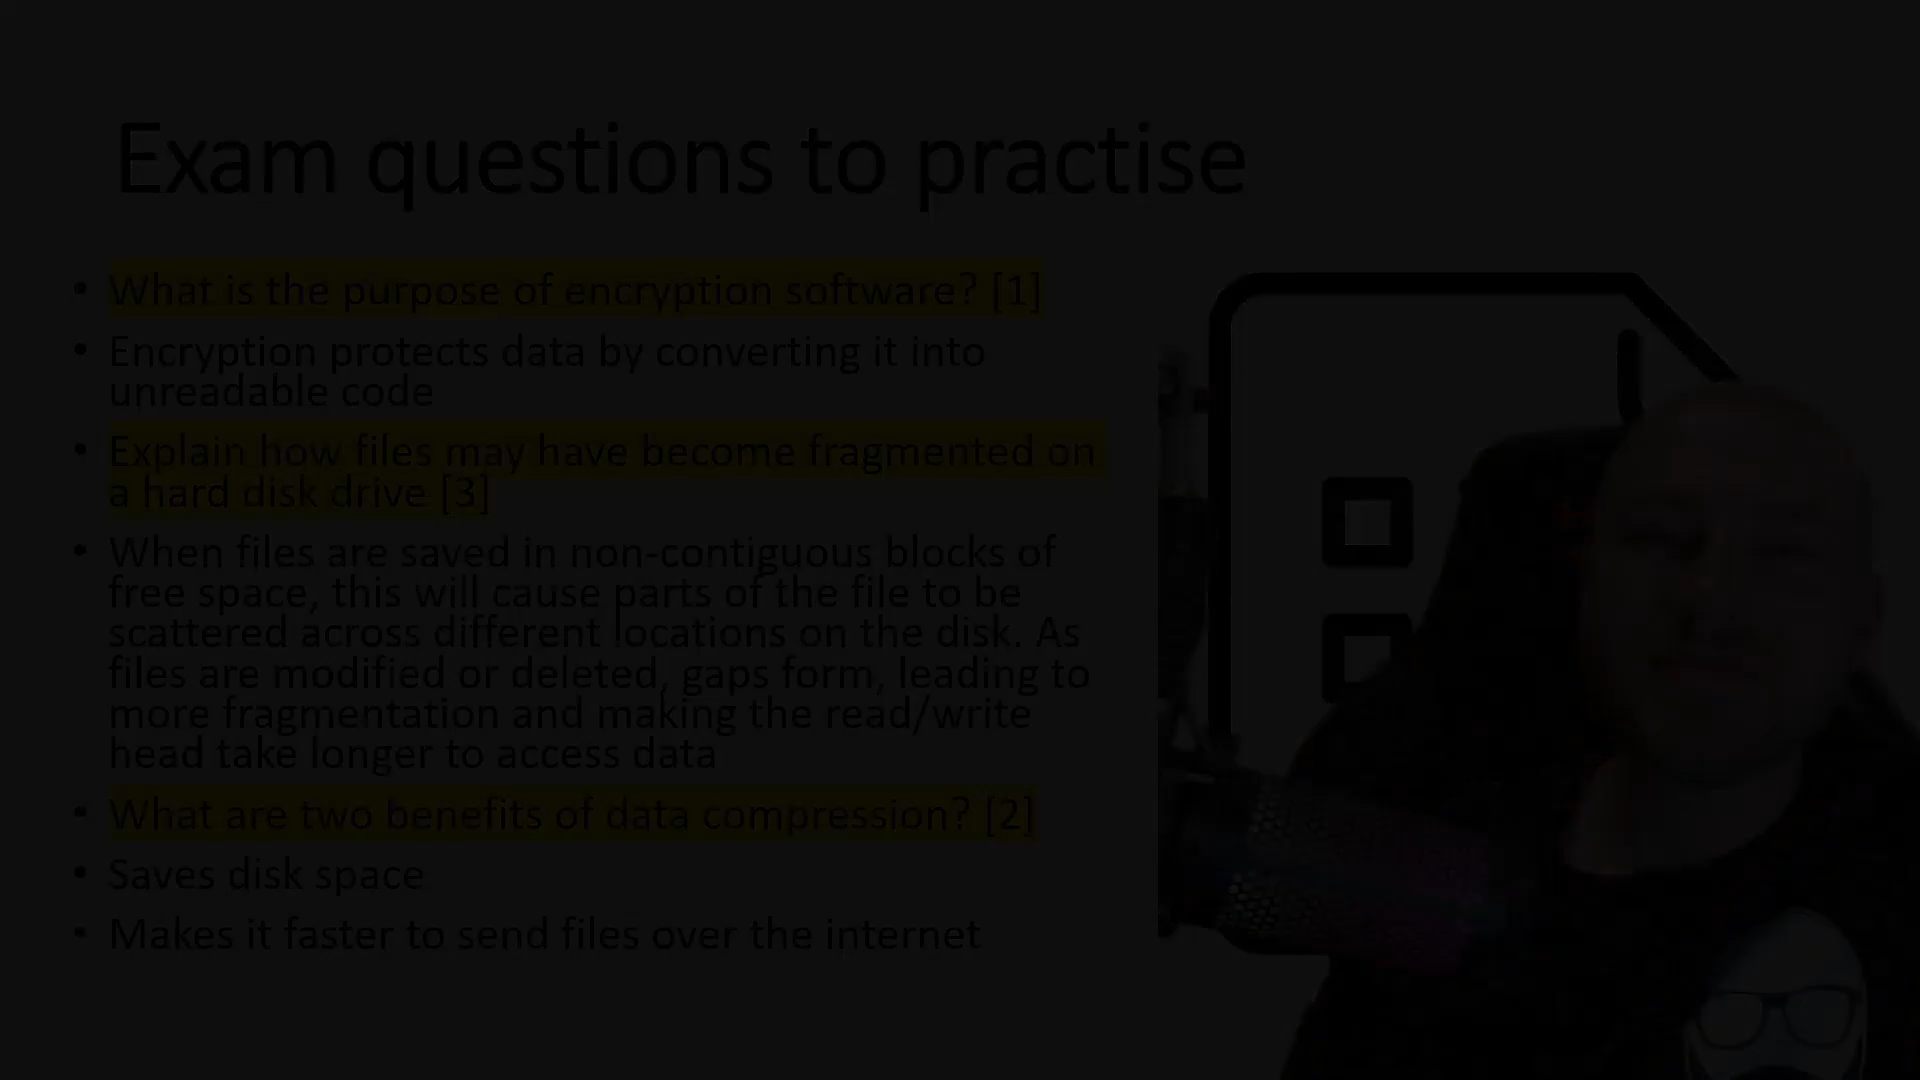 Exam questions to practise
• What is the purpose of encryption software? [1]
• Encryption protects data by converting it into
unreadable code
• Explain how files may have become fragmented on
a hard disk drive [3]
• When files are saved in non-contiguous blocks of
free space, this will cause parts of the file to be
scattered across different locations on the disk. As
files are modified or deleted, gaps form, leading to
more fragmentation and making the read/write
head take longer to access data
• What are two benefits of data compression? [2]
• Saves disk space
• Makes it faster to send files over the internet